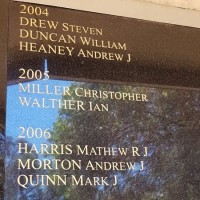 2004
DREW STEVEN
DUNCAN WILLIAM
HEANEY ANDREW J
2005
MILLER CHRISTOPHER
WALTHER IAN
2006
HARRIS MATHEW R J
MORTON ANDREW J
QUINN MARK J